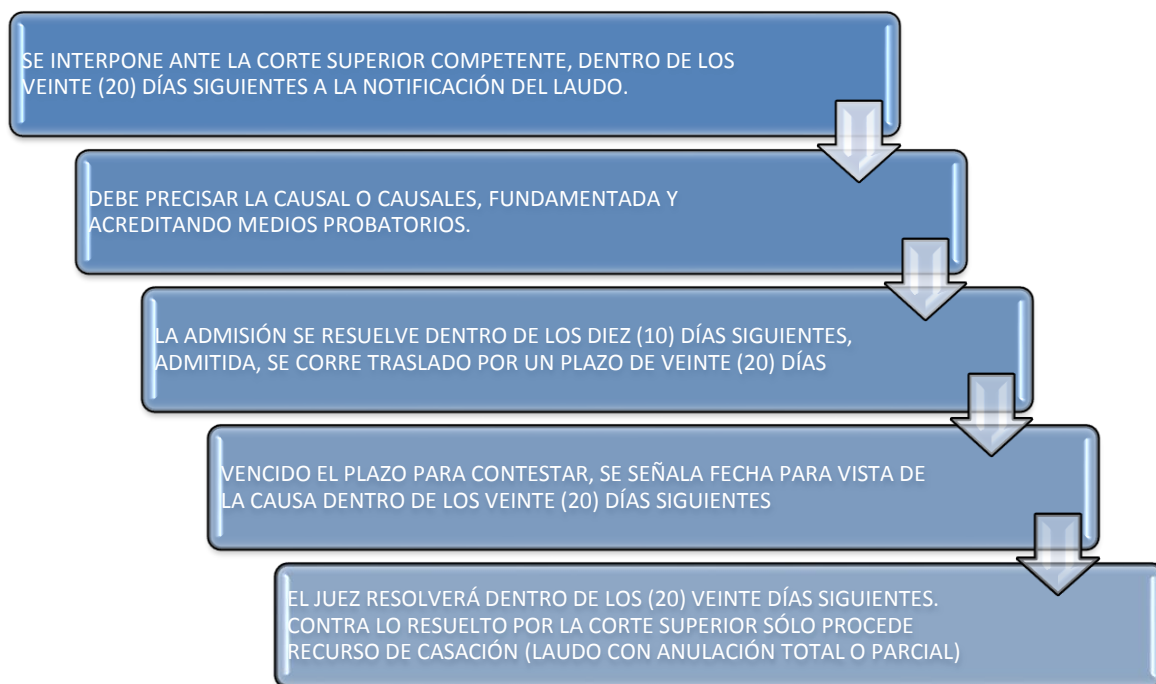 SE INTERPONE ANTE LA CORTE SUPERIOR COMPETENTE, DENTRO DE LOS
VEINTE (20) DÍAS SIGUIENTES A LA NOTIFICACIÓN DEL LAUDO.
DEBE PRECISAR LA CAUSAL O CAUSALES, FUNDAMENTADA Y
ACREDITANDO MEDIOS PROBATORIOS.
LA ADMISIÓN SE RESUELVE DENTRO DE LOS DIEZ (10) DÍAS SIGUIENTES,
ADMITIDA, SE CORRE TRASLADO POR UN PLAZO DE VEINTE (20) DÍAS
VENCIDO EL PLAZO PARA CONTESTAR, SE SEÑALA FECHA PARA VISTA DE
LA CAUSA DENTRO DE LOS VEINTE (20) DÍAS SIGUIENTES
EL JUEZ RESOLVERÁ DENTRO DE LOS (20) VEINTE DÍAS SIGUIENTES.
CONTRA LO RESUELTO POR LA CORTE SUPERIOR SÓLO PROCEDE
RECURSO DE CASACIÓN (LAUDO CON ANULACIÓN TOTAL O PARCIAL)